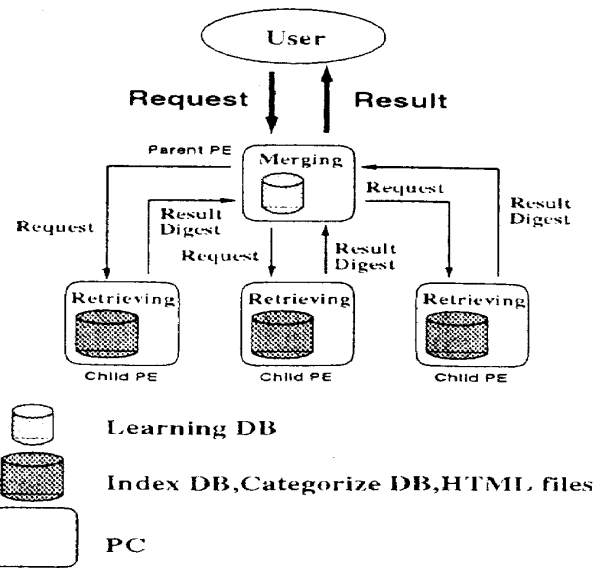 User
Request
Result
Parent PE
Merging
Request
Result
Digest
Request
Result
Digest
Request
Result
Digest
Retrieving
Retrieving
Retrieving
Child PE
Child PE
Child PE
Learning DB
Index DB,Categorize DB,HTML files
PC